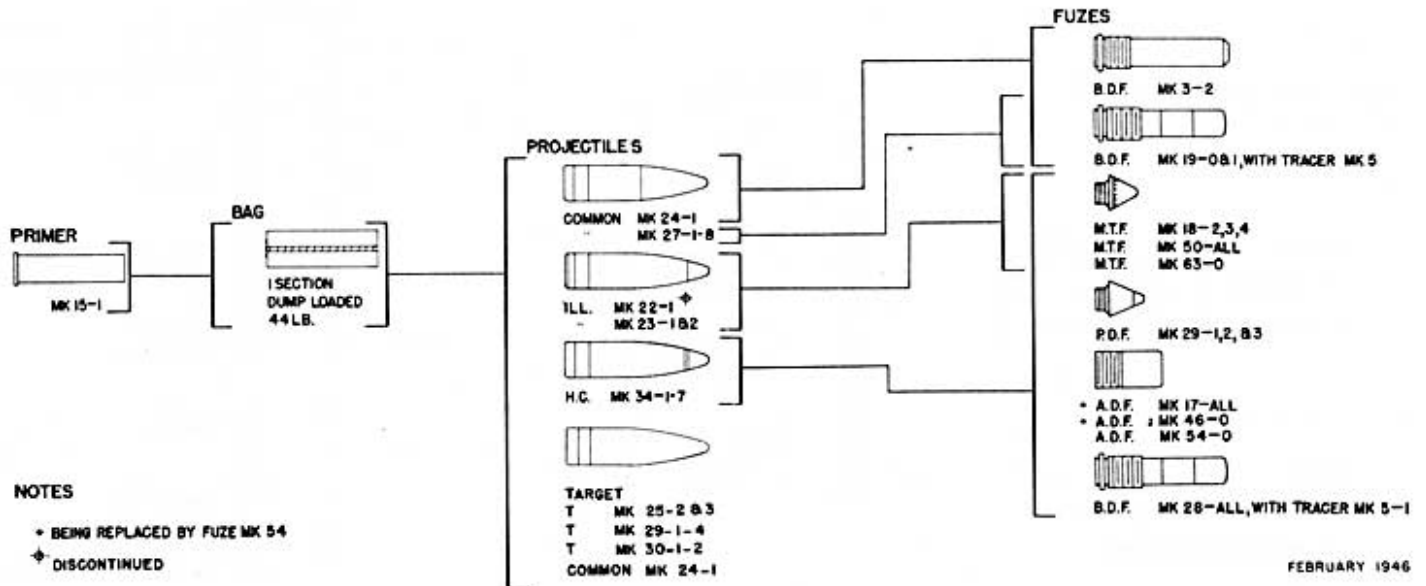 PRIMER
MK 15-1
BAG
1 SECTION
DUMP LOADED
44 LB.
PROJECTILES
COMMON MK 24-1
" MK 27-1-8
ILL. MK 22-1 ⌖
" MK 23-1&2
H.C. MK 34-1-7
TARGET
T MK 25-2&3
T MK 29-1-4
T MK 30-1-2
COMMON MK 24-1
FUZES
B.D.F. MK 3-2
B.D.F. MK 19-0&1, WITH TRACER MK 5
M.T.F. MK 18-2,3,4
M.T.F. MK 50-ALL
M.T.F. MK 63-0
P.D.F. MK 29-1,2, &3
* A.D.F. MK 17-ALL
* A.D.F. MK 46-0
A.D.F. MK 54-0
B.D.F. MK 28-ALL, WITH TRACER MK 5-1
NOTES
* BEING REPLACED BY FUZE MK 54
⌖ DISCONTINUED
FEBRUARY 1946